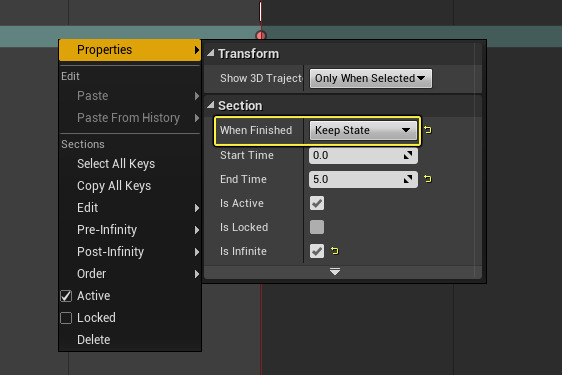 Properties
Edit
Paste
Paste From History
Sections
Select All Keys
Copy All Keys
Edit
Pre-Infinity
Post-Infinity
Order
Active
Locked
Delete
Transform
Show 3D Traject
Only When Selected
Section
When Finished
Keep State
Start Time
0.0
End Time
5.0
Is Active
Is Locked
Is Infinite